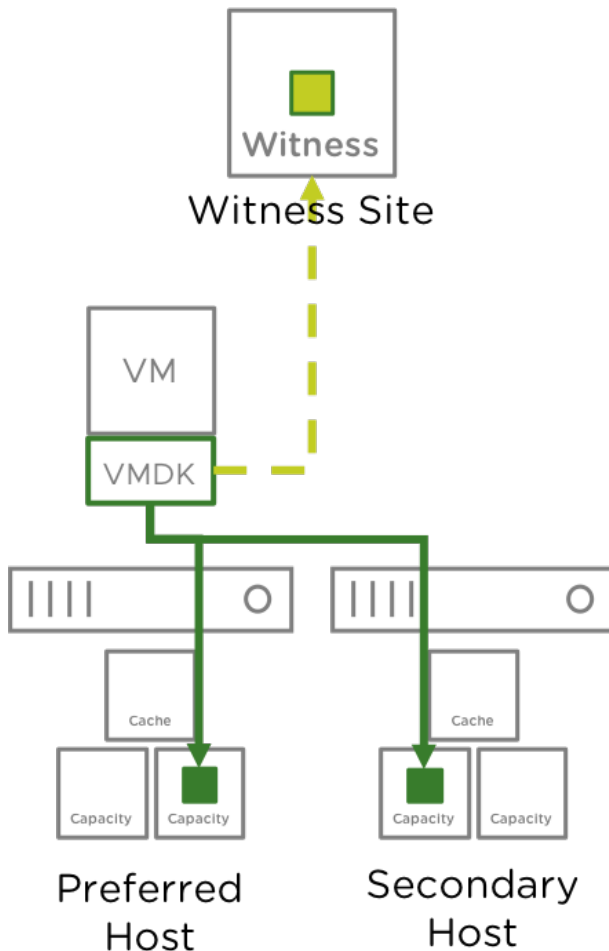 Witness
Witness Site
VM
VMDK
Cache
Cache
Capacity
Capacity
Capacity
Capacity
Preferred
Host
Secondary
Host